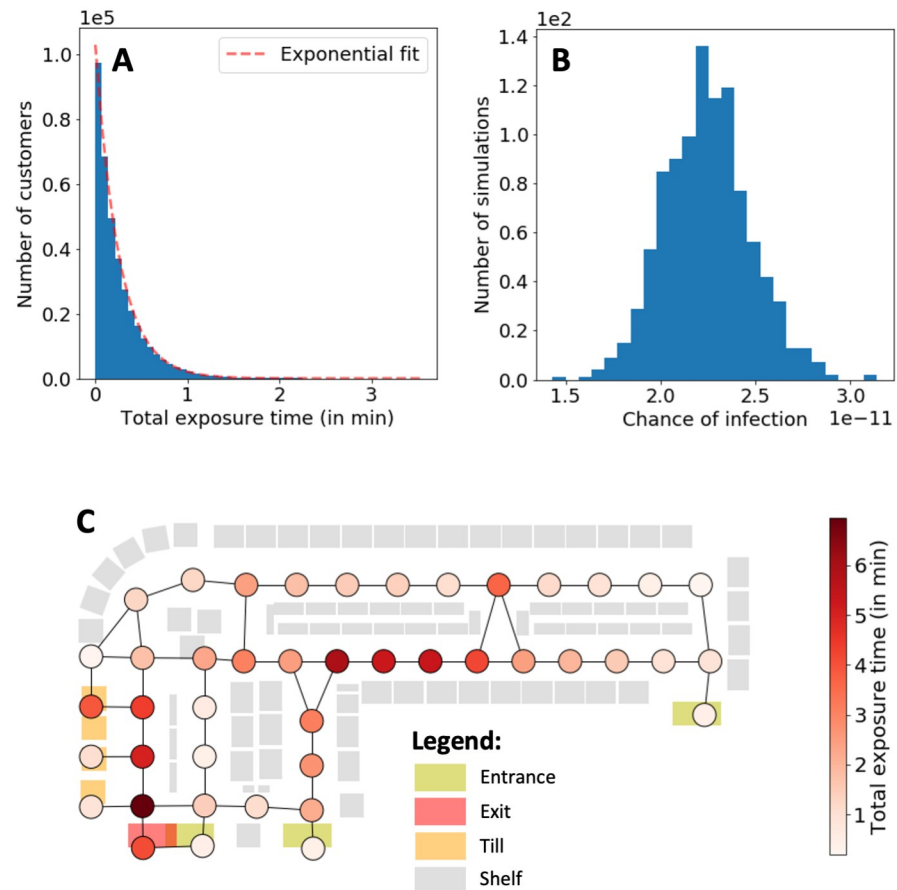 1e5
A
Exponential fit
1.0
0.8
0.6
0.4
0.2
0.0
Number of customers
0 1 2 3
Total exposure time (in min)
1e2
B
1.4
1.2
1.0
0.8
0.6
0.4
0.2
0.0
Number of simulations
1.5 2.0 2.5 3.0
Chance of infection 1e−11
C
6
5
4
3
2
1
Total exposure time (in min)
Legend:
Entrance
Exit
Till
Shelf